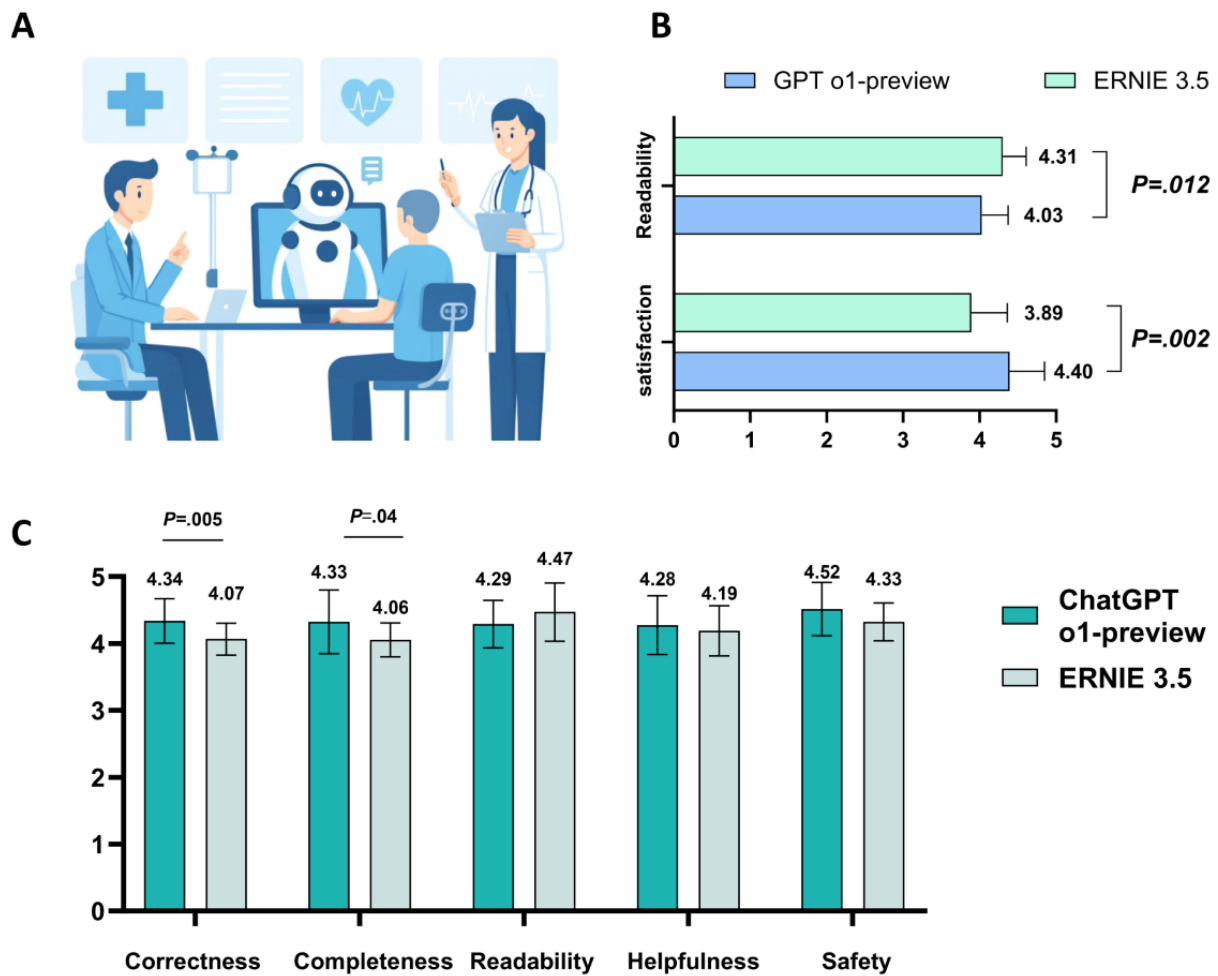 A
B
GPT o1-preview
ERNIE 3.5
Readability
4.31
4.03
P=.012
satisfaction
3.89
4.40
P=.002
0 1 2 3 4 5
C
P=.005
P=.04
4.34 4.07 4.33 4.06 4.29 4.47 4.28 4.19 4.52 4.33
5
4
3
2
1
0
Correctness Completeness Readability Helpfulness Safety
ChatGPT
o1-preview
ERNIE 3.5